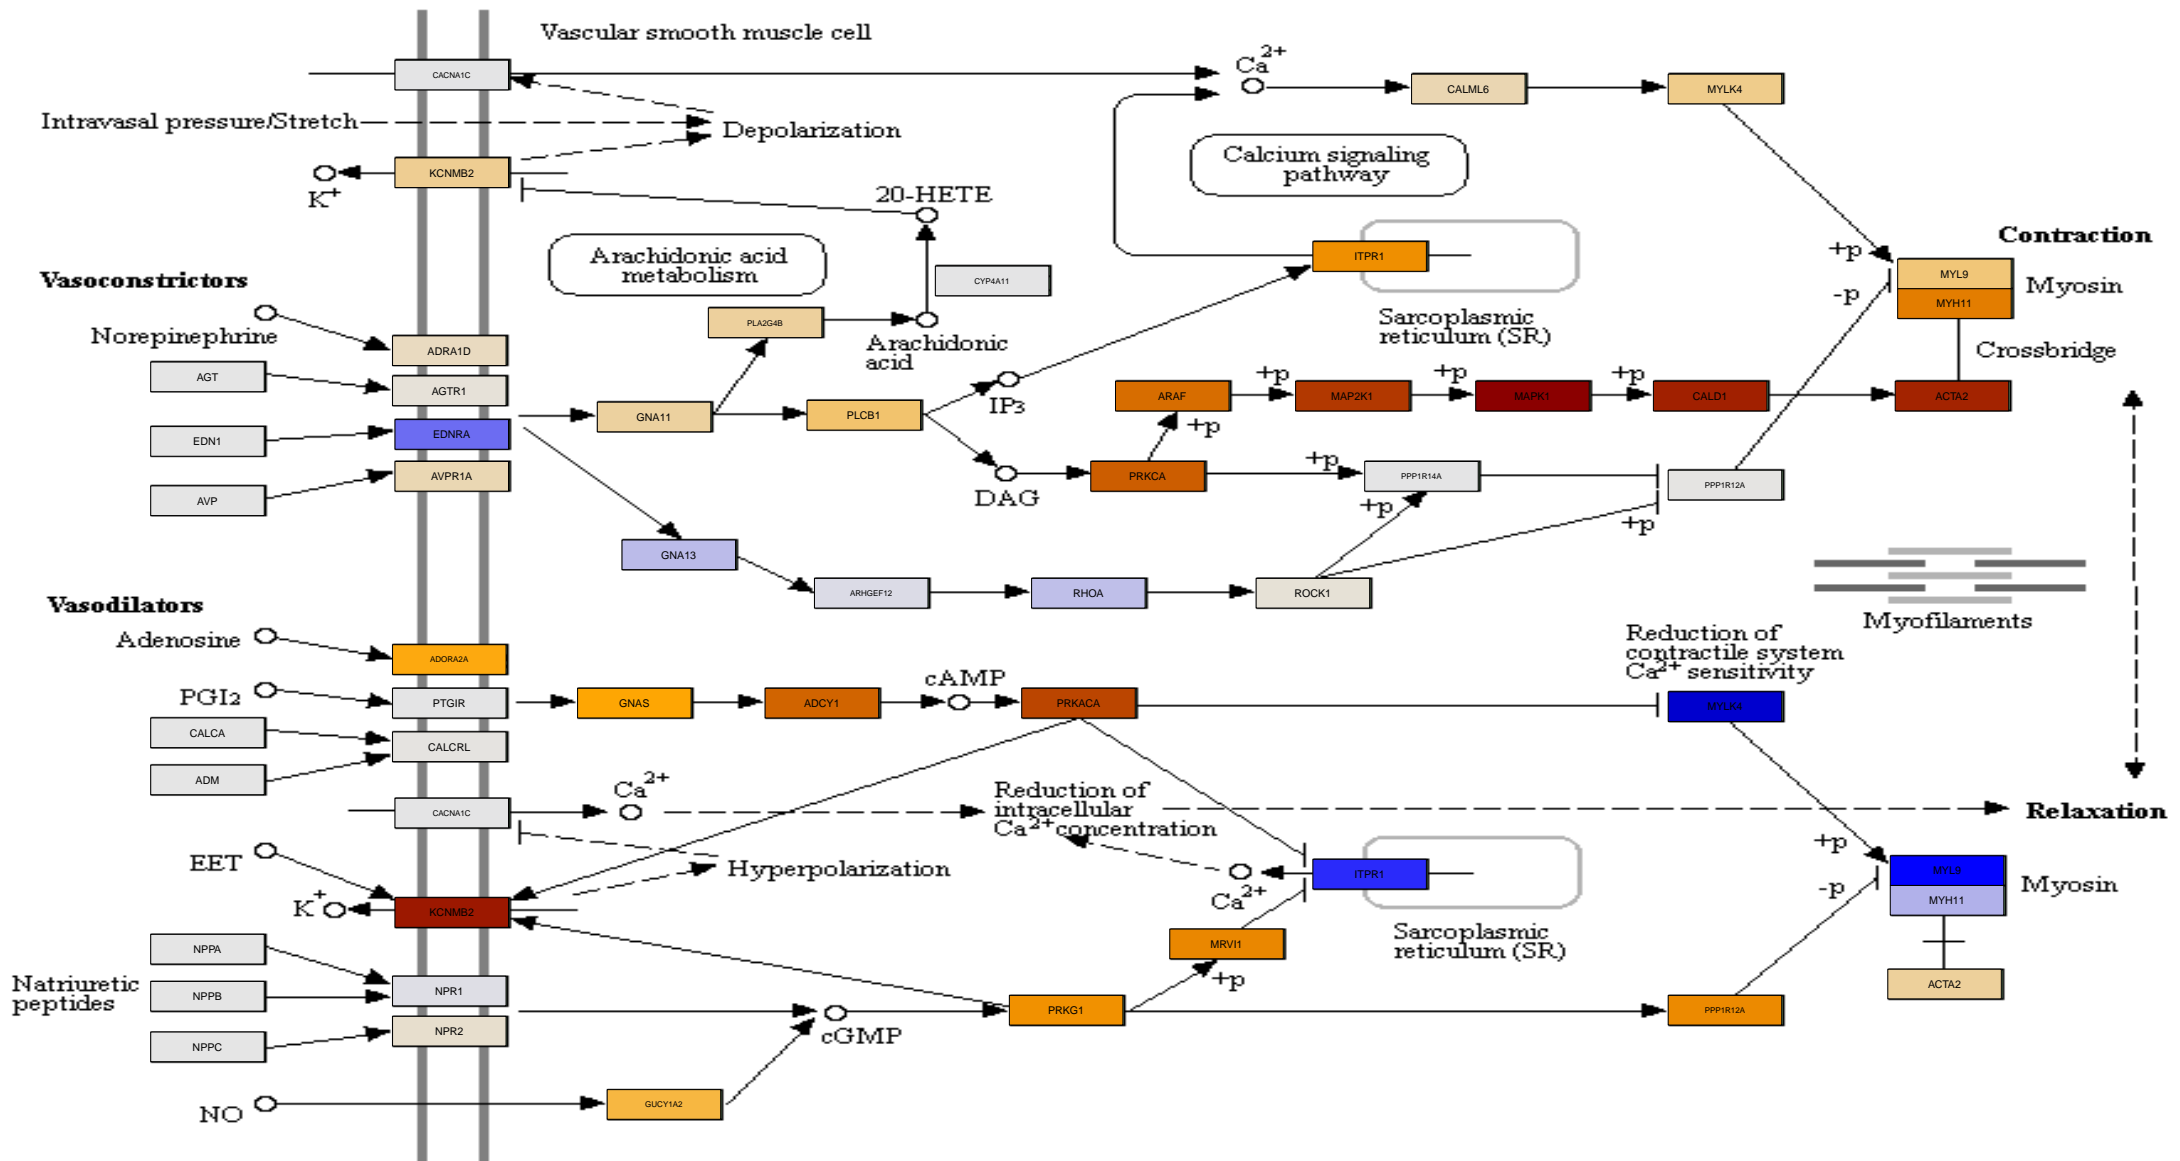 Vascular smooth muscle cell
CACNA1C
Ca2+
CALML6
MYLK4
Intravasal pressure/Stretch
Depolarization
KCNMB2
K+
20-HETE
Calcium signaling
pathway
Arachidonic acid
metabolism
CYP4A11
ITPR1
Contraction
+p
-p
MYL9
MYH11
Myosin
Vasoconstrictors
PLA2G4B
Arachidonic
acid
Sarcoplasmic
reticulum (SR)
Crossbridge
Norepinephrine
ADRA1D
AGT
AGTR1
EDN1
EDNRA
AVP
AVPR1A
GNA11
PLCB1
IP3
DAG
ARAF
+p
MAP2K1
+p
MAPK1
+p
CALD1
ACTA2
+p
PRKCA
+p
PPP1R14A
PPP1R12A
+p
+p
GNA13
ARHGEF12
RHOA
ROCK1
Myofilaments
Vasodilators
Adenosine
ADORA2A
PGI2
PTGIR
GNAS
ADCY1
cAMP
PRKACA
Reduction of
contractile system
Ca2+ sensitivity
MYLK4
CALCA
CALCRL
ADM
CACNA1C
Ca2+
Reduction of
intracellular
Ca2+ concentration
Relaxation
EET
Hyperpolarization
K+
KCNMB2
Ca2+
ITPR1
Sarcoplasmic
reticulum (SR)
+p
-p
MYL9
MYH11
Myosin
ACTA2
MRVI1
+p
Natriuretic
peptides
NPPA
NPPB
NPPC
NPR1
NPR2
cGMP
PRKG1
PPP1R12A
NO
GUCY1A2